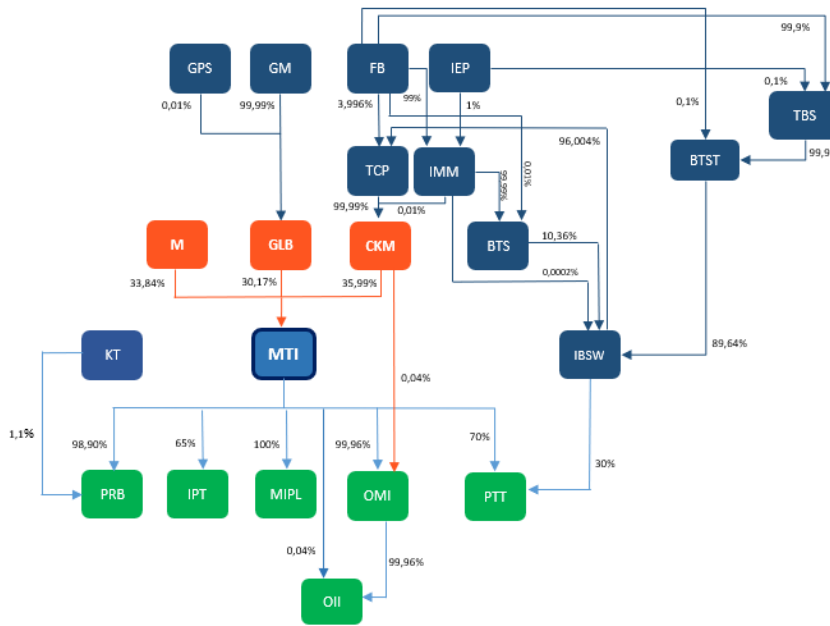 99,9%
GPS
GM
FB
IEP
0,01%
99,99%
3,996%
99%
1%
0,1%
0,1%
TBS
96,004%
99,9
BTST
TCP
IMM
99,99%
0,01%
99,99%
0,01%
M
GLB
CKM
BTS
10,36%
33,84%
30,17%
35,99%
0,0002%
KT
MTI
IBSW
89,64%
0,04%
1,1%
98,90%
65%
100%
99,96%
70%
30%
PRB
IPT
MIPL
OMI
PTT
0,04%
99,96%
OII